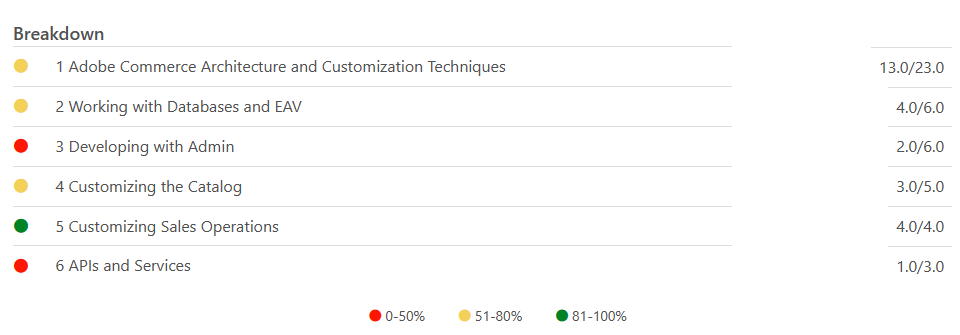 Breakdown
1 Adobe Commerce Architecture and Customization Techniques 13.0/23.0
2 Working with Databases and EAV 4.0/6.0
3 Developing with Admin 2.0/6.0
4 Customizing the Catalog 3.0/5.0
5 Customizing Sales Operations 4.0/4.0
6 APIs and Services 1.0/3.0
0-50% 51-80% 81-100%